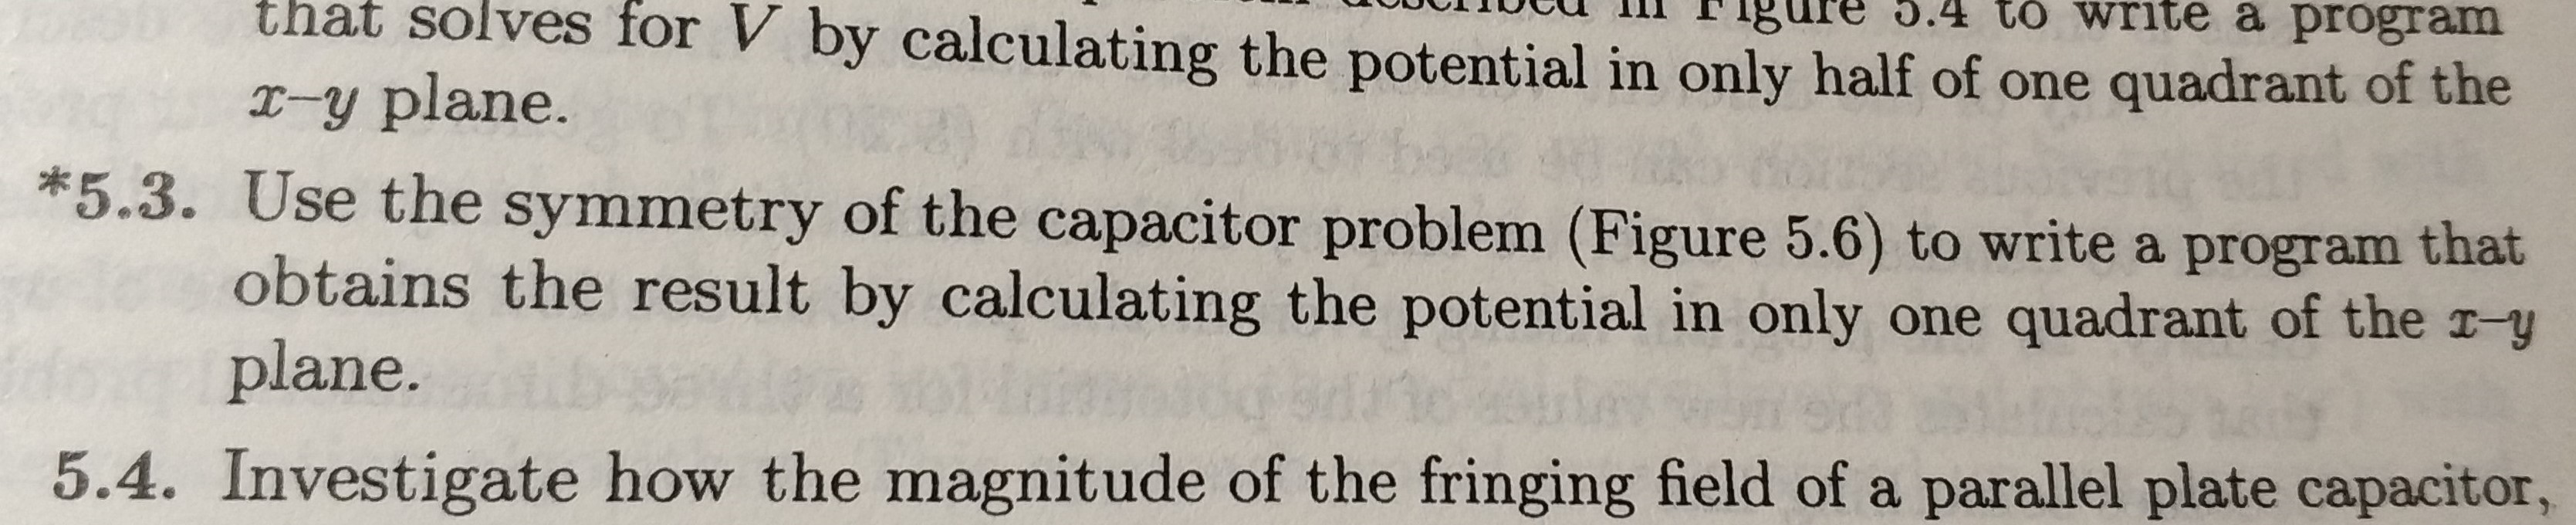 described in Figure 5.4 to write a program
that solves for V by calculating the potential in only half of one quadrant of the
x–y plane.
*5.3. Use the symmetry of the capacitor problem (Figure 5.6) to write a program that
obtains the result by calculating the potential in only one quadrant of the x–y
plane.
5.4. Investigate how the magnitude of the fringing field of a parallel plate capacitor,